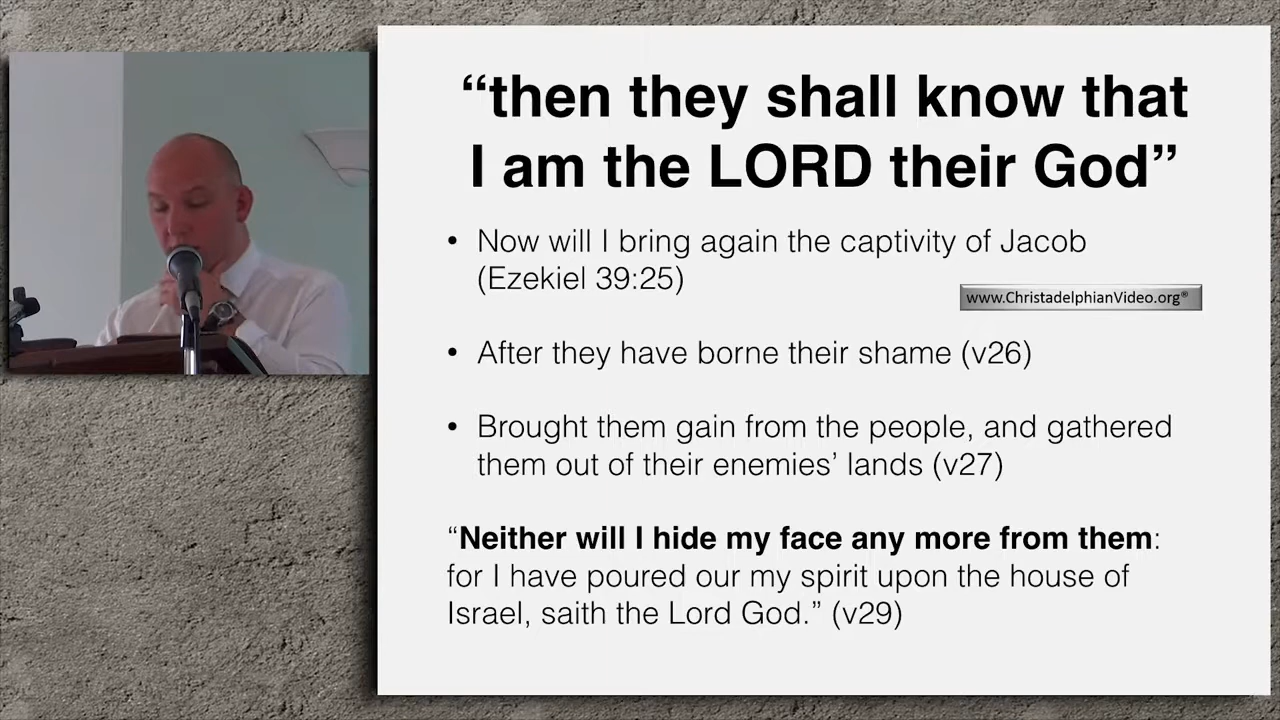 “then they shall know that
I am the LORD their God”
• Now will I bring again the captivity of Jacob
(Ezekiel 39:25)
www.ChristadelphianVideo.org®
• After they have borne their shame (v26)
• Brought them gain from the people, and gathered
them out of their enemies’ lands (v27)
“Neither will I hide my face any more from them:
for I have poured our my spirit upon the house of
Israel, saith the Lord God.” (v29)